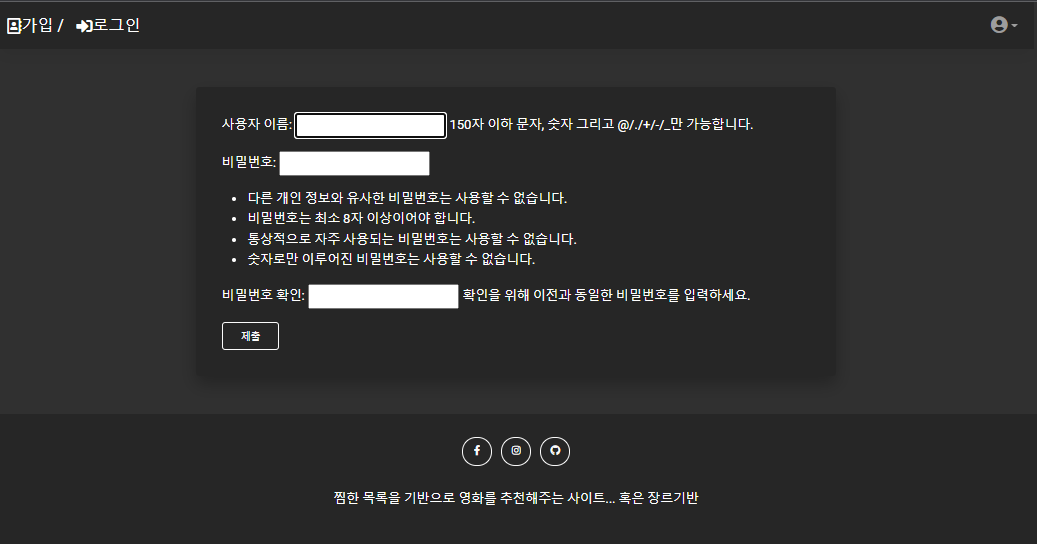 가입 / 로그인
사용자 이름: 150자 이하 문자, 숫자 그리고 @/./+/-/_만 가능합니다.
비밀번호:
다른 개인 정보와 유사한 비밀번호는 사용할 수 없습니다.
비밀번호는 최소 8자 이상이어야 합니다.
통상적으로 자주 사용되는 비밀번호는 사용할 수 없습니다.
숫자로만 이루어진 비밀번호는 사용할 수 없습니다.
비밀번호 확인: 확인을 위해 이전과 동일한 비밀번호를 입력하세요.
제출
찜한 목록을 기반으로 영화를 추천해주는 사이트... 혹은 장르기반